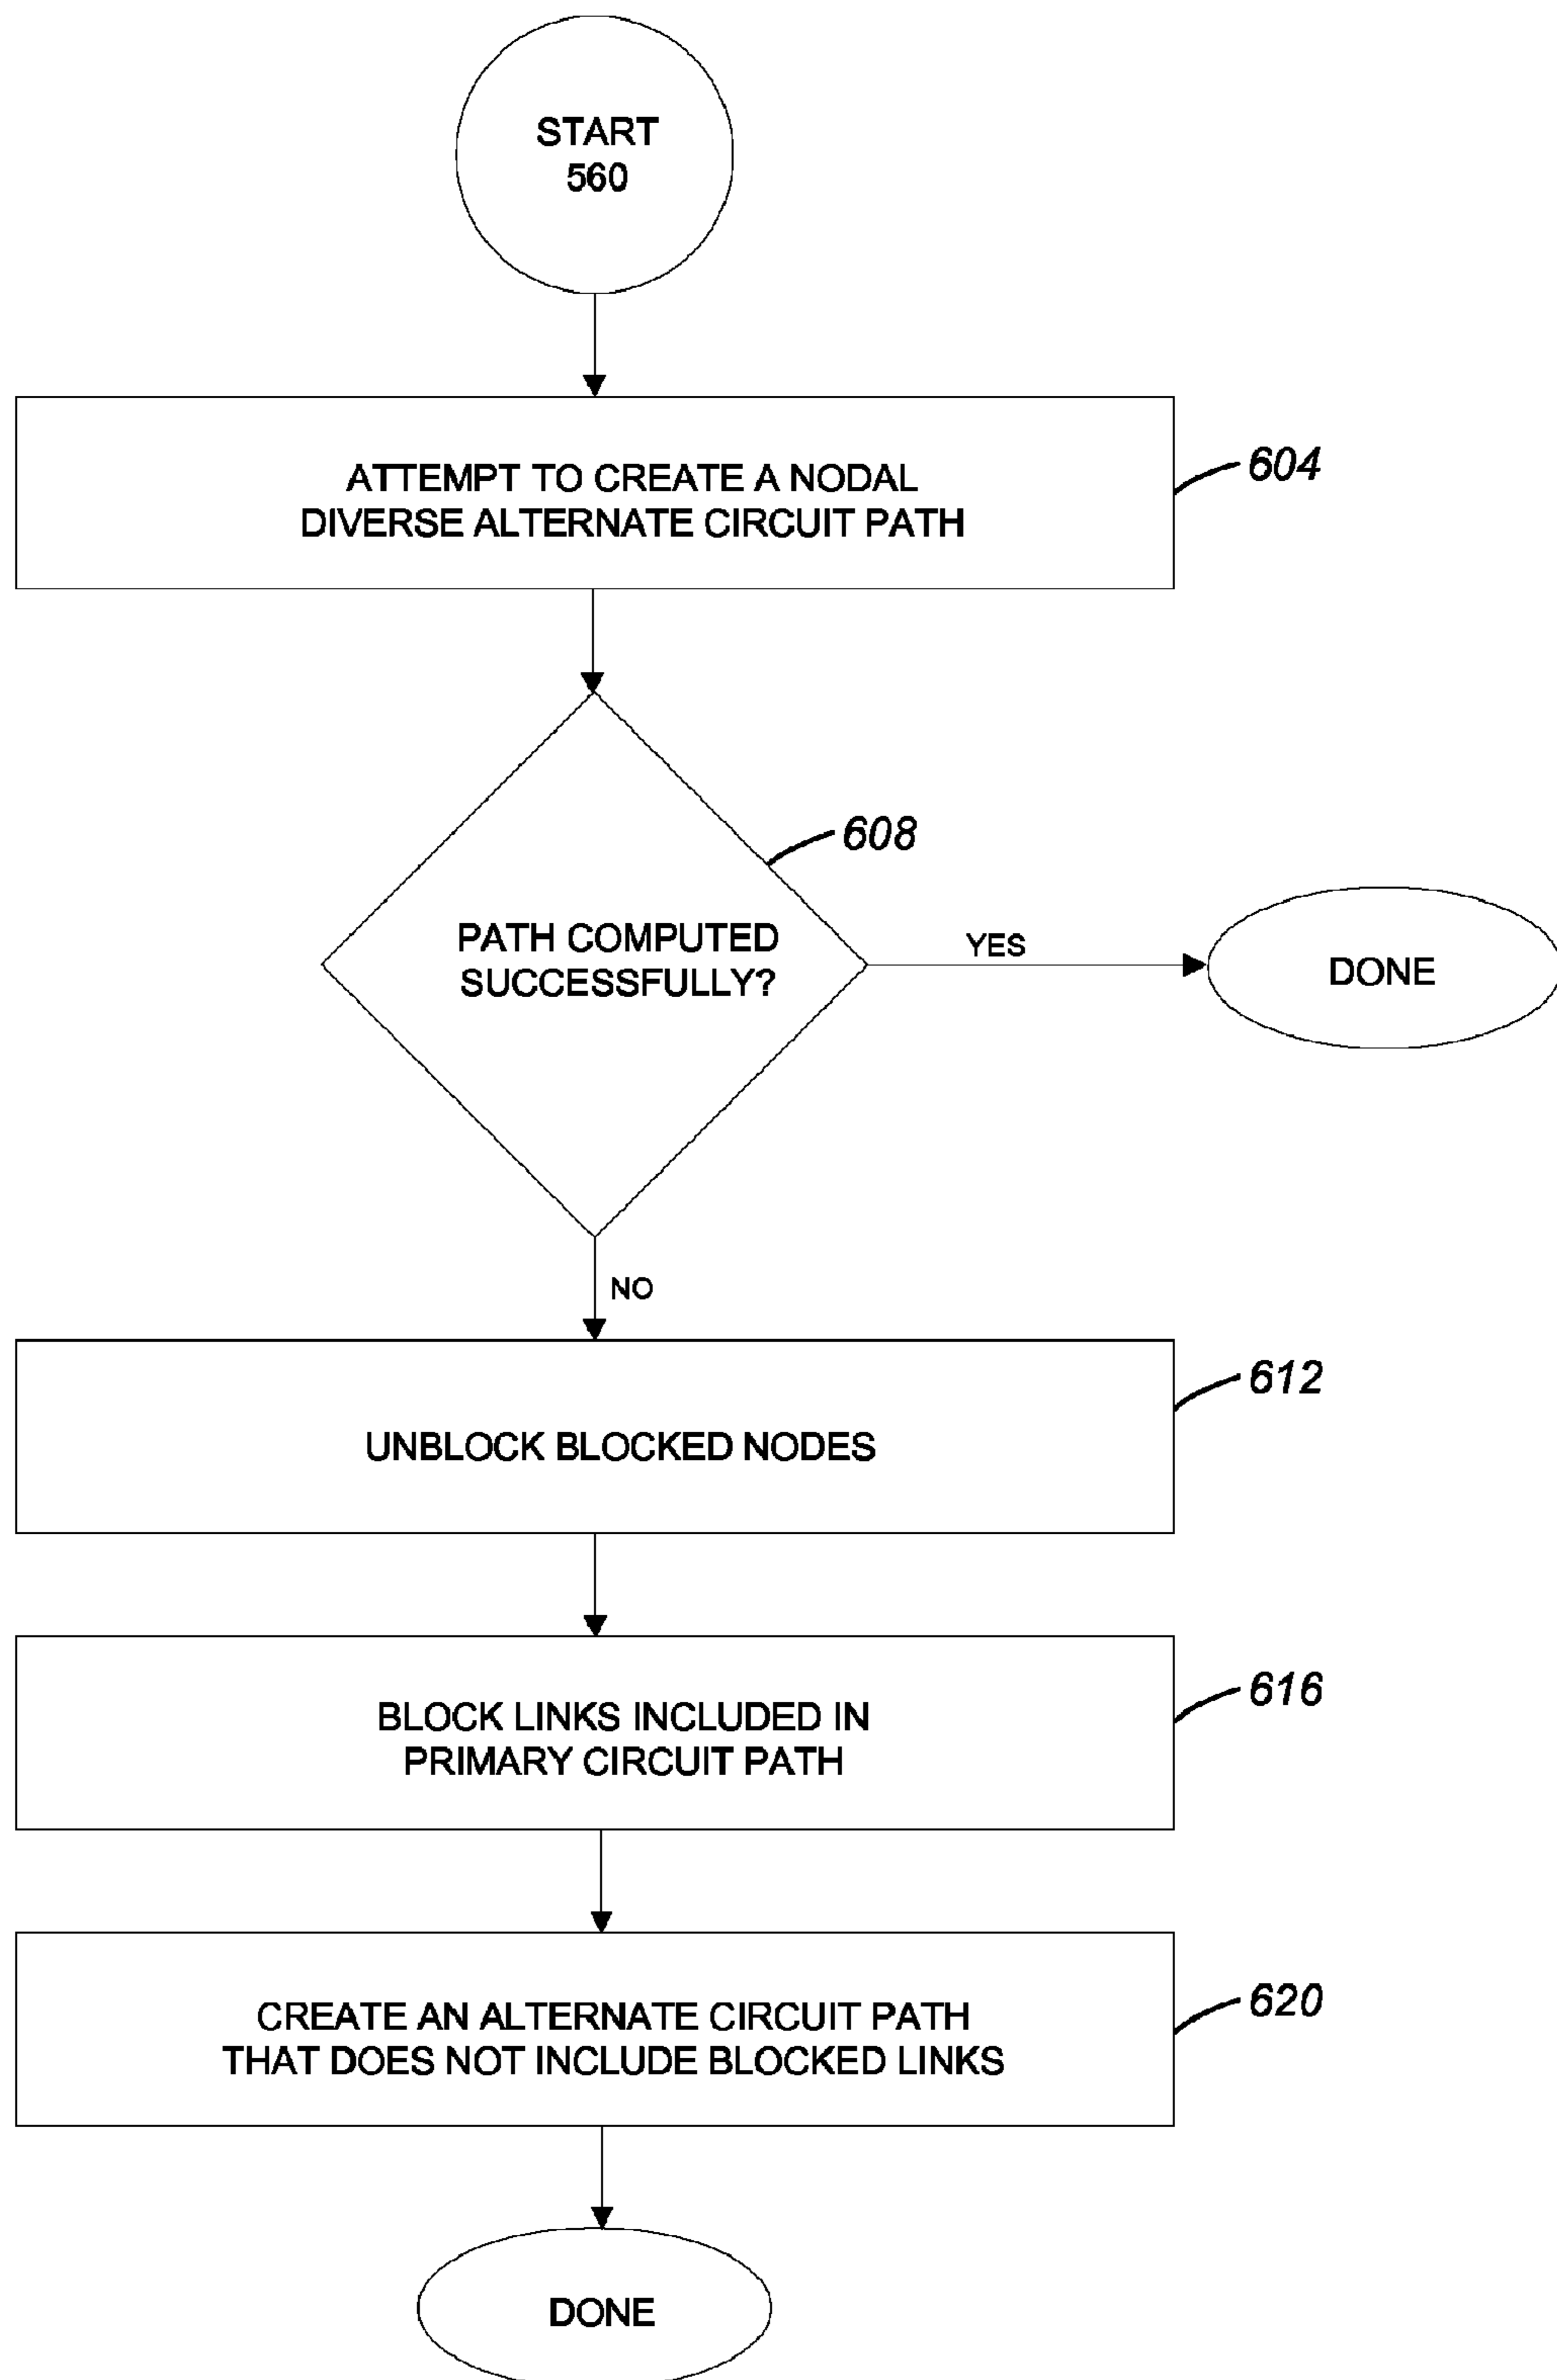 START
560
ATTEMPT TO CREATE A NODAL
DIVERSE ALTERNATE CIRCUIT PATH
604
608
PATH COMPUTED
SUCCESSFULLY?
YES
DONE
NO
612
UNBLOCK BLOCKED NODES
616
BLOCK LINKS INCLUDED IN
PRIMARY CIRCUIT PATH
620
CREATE AN ALTERNATE CIRCUIT PATH
THAT DOES NOT INCLUDE BLOCKED LINKS
DONE